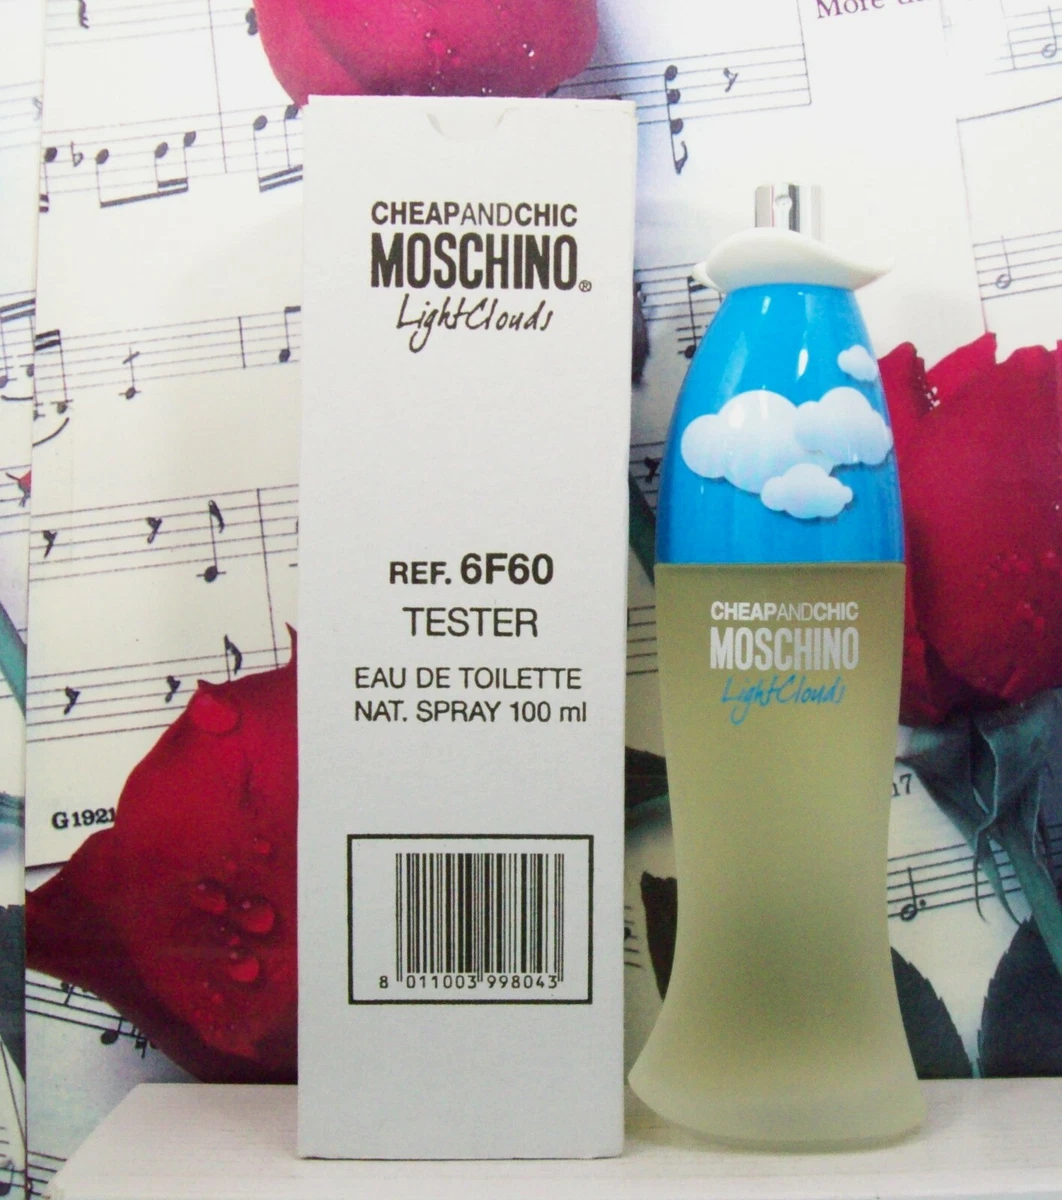 More
CHEAPANDCHIC
MOSCHINO®
LightClouds
REF. 6F60
TESTER
EAU DE TOILETTE
NAT. SPRAY 100 ml
8 011003 998043
CHEAPANDCHIC
MOSCHINO
LightClouds
G1921
17